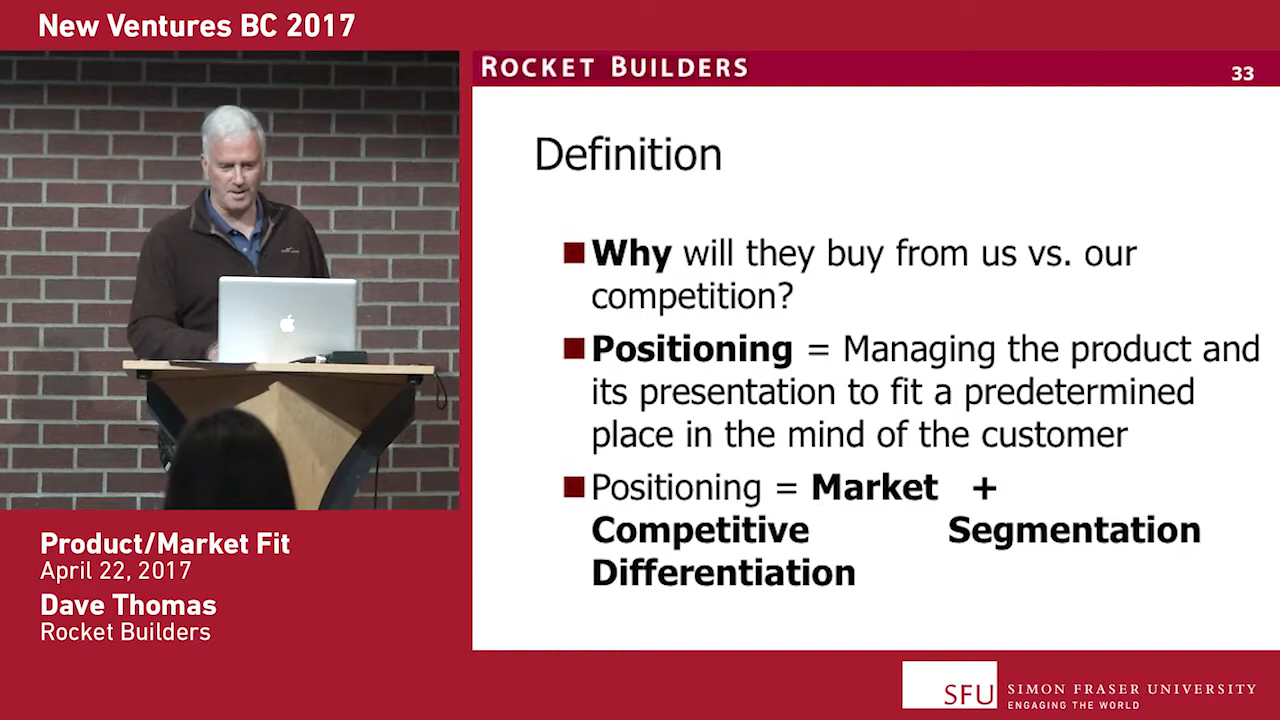 New Ventures BC 2017
ROCKET BUILDERS
33
Definition
Why will they buy from us vs. our
competition?
Positioning = Managing the product and
its presentation to fit a predetermined
place in the mind of the customer
Positioning = Market +
Competitive Segmentation
Differentiation
Product/Market Fit
April 22, 2017
Dave Thomas
Rocket Builders
SFU
SIMON FRASER UNIVERSITY
ENGAGING THE WORLD